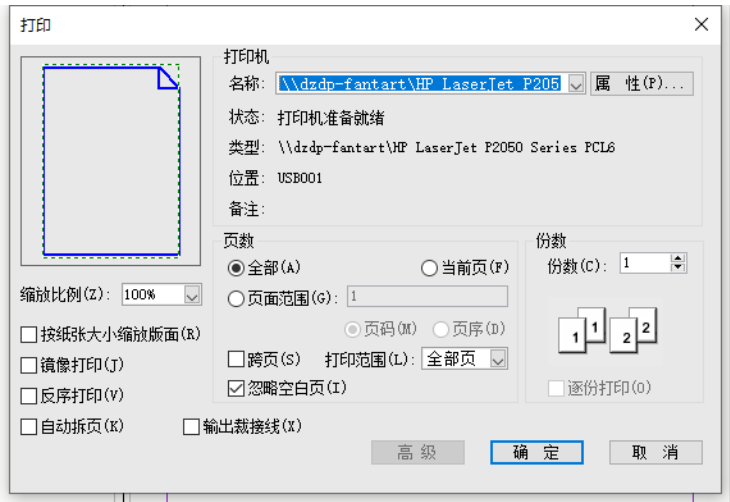 打印
打印机
名称: \\dzdp-fantart\HP LaserJet P205 属 性(P)...
状态: 打印机准备就绪
类型: \\dzdp-fantart\HP LaserJet P2050 Series PCL6
位置: USB001
备注:
页数
全部(A) 当前页(F)
页面范围(G): 1
页码(M) 页序(D)
跨页(S) 打印范围(L): 全部页
忽略空白页(I)
份数
份数(C): 1
1 1 2 2
逐份打印(O)
缩放比例(Z): 100%
按纸张大小缩放版面(R)
镜像打印(J)
反序打印(V)
自动拆页(K) 输出裁接线(X)
高 级 确 定 取 消